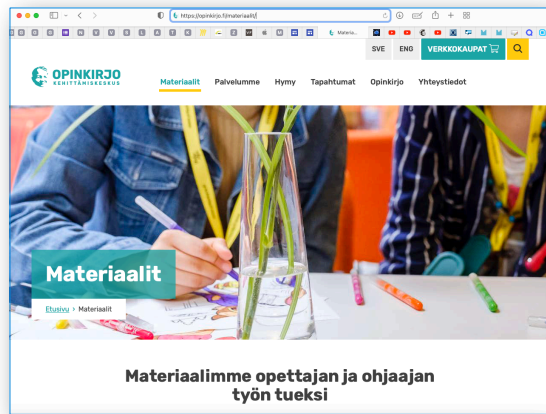 https://opinkirjo.fi/materiaalit/
Materia...
SVE ENG VERKKOKAUPAT
OPINKIRJO
KEHITTÄMISKESKUS
Materiaalit Palvelumme Hymy Tapahtumat Opinkirjo Yhteystiedot
Materiaalit
Etusivu › Materiaalit
Materiaalimme opettajan ja ohjaajan
työn tueksi